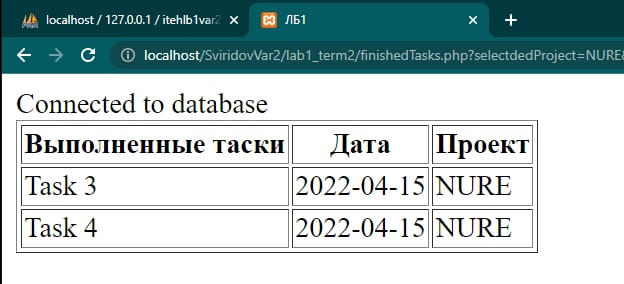 localhost / 127.0.0.1 / itehlb1var2
ЛБ1
localhost/SviridovVar2/lab1_term2/finishedTasks.php?selectdedProject=NURE
Connected to database
Выполненные таски Дата Проект
Task 3 2022-04-15 NURE
Task 4 2022-04-15 NURE